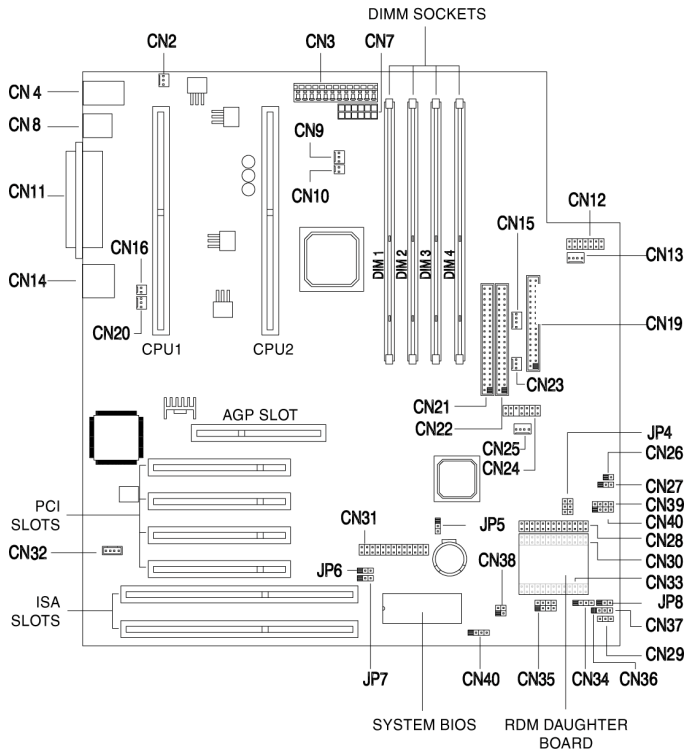 DIMM SOCKETS
CN2
CN3
CN7
CN 4
CN 8
CN9
CN11
CN10
CN12
CN15
CN16
CN13
CN14
DIM 1
DIM 2
DIM 3
DIM 4
CN20
CN19
CPU1
CPU2
CN23
CN21
AGP SLOT
CN22
CN25
CN24
JP4
CN26
CN27
PCI
SLOTS
CN39
CN31
JP5
CN40
CN28
CN32
CN38
CN30
JP6
CN33
ISA
SLOTS
JP8
CN37
CN29
JP7
CN40
CN35
CN34
CN36
SYSTEM BIOS
RDM DAUGHTER
BOARD